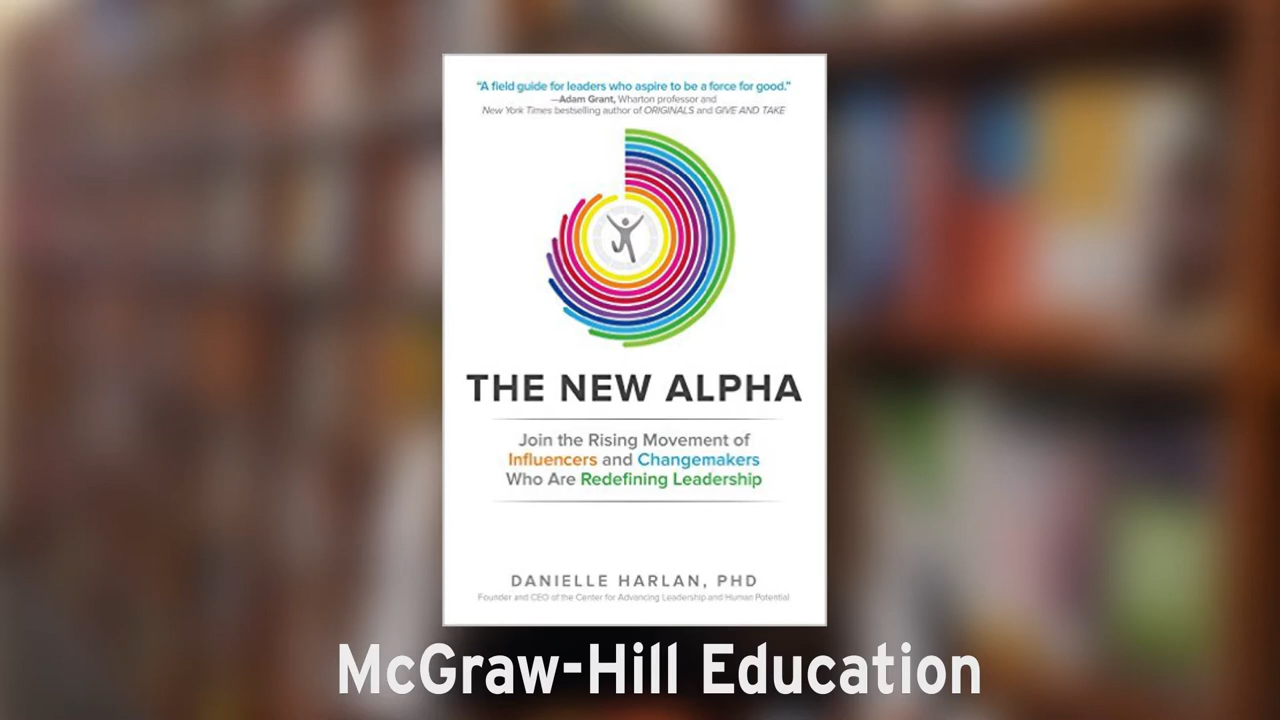 “A field guide for leaders who aspire to be a force for good.”
—Adam Grant, Wharton professor and
New York Times bestselling author of ORIGINALS and GIVE AND TAKE
THE NEW ALPHA
Join the Rising Movement of
Influencers and Changemakers
Who Are Redefining Leadership
DANIELLE HARLAN, PHD
Founder and CEO of the Center for Advancing Leadership and Human Potential
McGraw-Hill Education